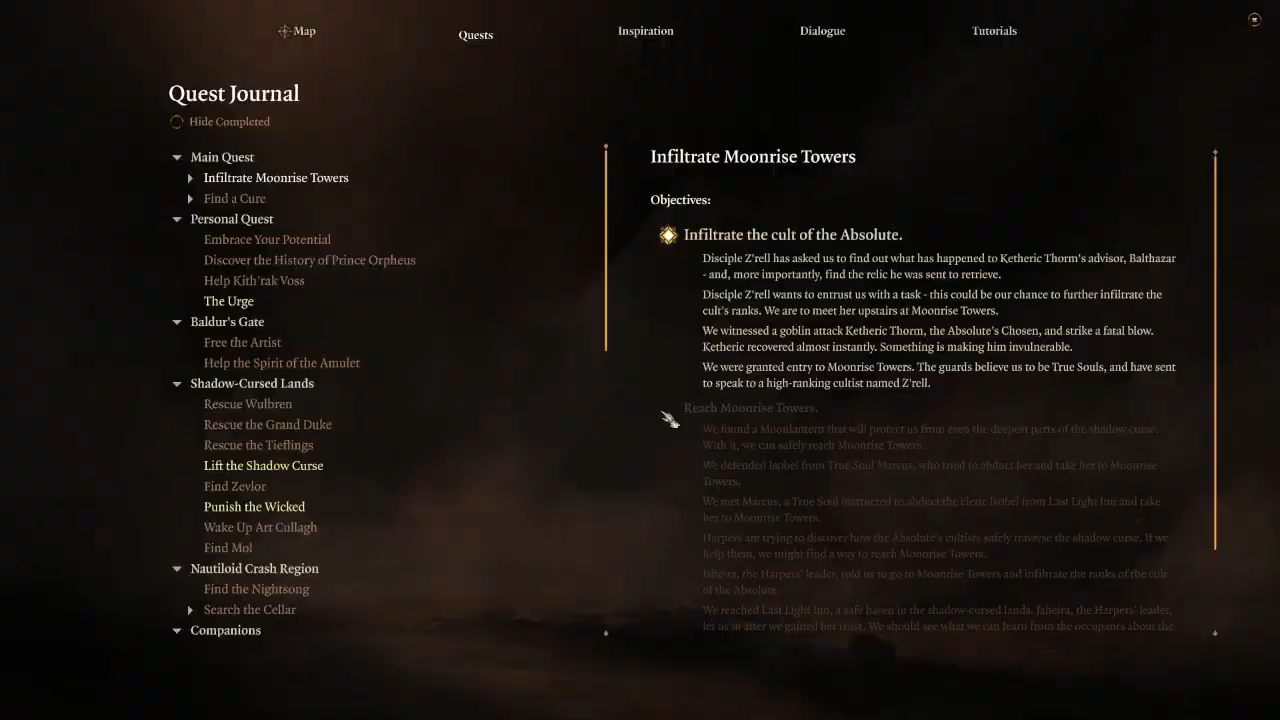 Map
Quests
Inspiration
Dialogue
Tutorials
Quest Journal
Hide Completed
Main Quest
Infiltrate Moonrise Towers
Find a Cure
Personal Quest
Embrace Your Potential
Discover the History of Prince Orpheus
Help Kith'rak Voss
The Urge
Baldur's Gate
Free the Artist
Help the Spirit of the Amulet
Shadow-Cursed Lands
Rescue Wulbren
Rescue the Grand Duke
Rescue the Tieflings
Lift the Shadow Curse
Find Zevlor
Punish the Wicked
Wake Up Art Cullagh
Find Mol
Nautiloid Crash Region
Find the Nightsong
Search the Cellar
Companions
Infiltrate Moonrise Towers
Objectives:
Infiltrate the cult of the Absolute.
Disciple Z'rell has asked us to find out what has happened to Ketheric Thorm's advisor, Balthazar
- and, more importantly, find the relic he was sent to retrieve.
Disciple Z'rell wants to entrust us with a task - this could be our chance to further infiltrate the
cult's ranks. We are to meet her upstairs at Moonrise Towers.
We witnessed a goblin attack Ketheric Thorm, the Absolute's Chosen, and strike a fatal blow.
Ketheric recovered almost instantly. Something is making him invulnerable.
We were granted entry to Moonrise Towers. The guards believe us to be True Souls, and have sent
us to speak to a high-ranking cultist named Z'rell.
Reach Moonrise Towers.
We found a Moonlantern that will protect us from even the deepest parts of the shadow curse.
With it, we can safely reach Moonrise Towers.
We defended Isobel from True Soul Marcus, who tried to abduct her and take her to Moonrise
Towers.
We met Marcus, a True Soul instructed to abduct the cleric Isobel from Last Light Inn and take
her to Moonrise Towers.
Harpers are trying to discover how the Absolute's cultists safely traverse the shadow curse. If we
help them, we might find a way to reach Moonrise Towers.
Jaheira, the Harpers' leader, told us to go to Moonrise Towers and infiltrate the ranks of the cult
of the Absolute.
We reached Last Light Inn, a safe haven in the shadow-cursed lands. Jaheira, the Harpers' leader,
let us in after we gained her trust. We should see what we can learn from the occupants about the